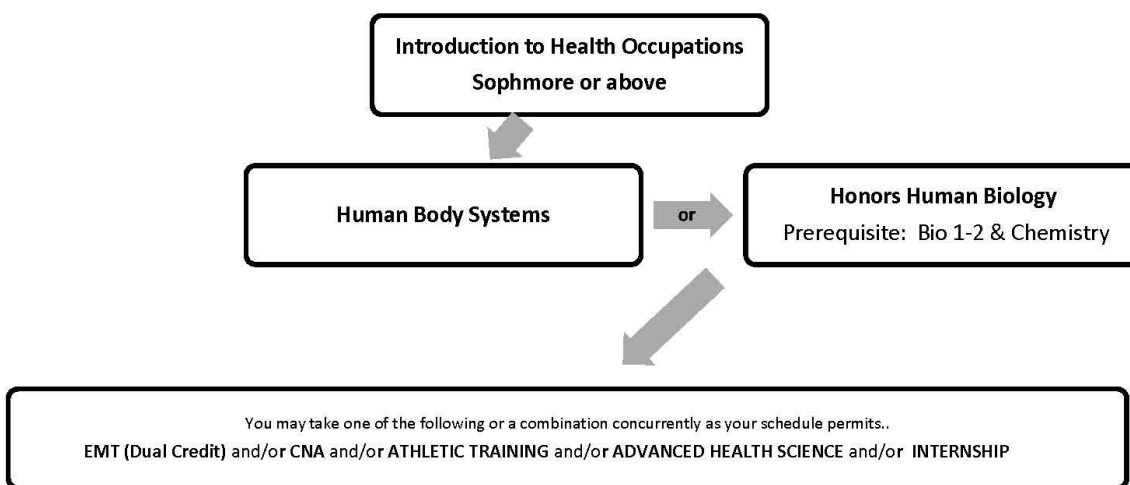 Introduction to Health Occupations
Sophmore or above
Human Body Systems
or
Honors Human Biology
Prerequisite: Bio 1-2 & Chemistry
You may take one of the following or a combination concurrently as your schedule permits..
EMT (Dual Credit) and/or CNA and/or ATHLETIC TRAINING and/or ADVANCED HEALTH SCIENCE and/or INTERNSHIP